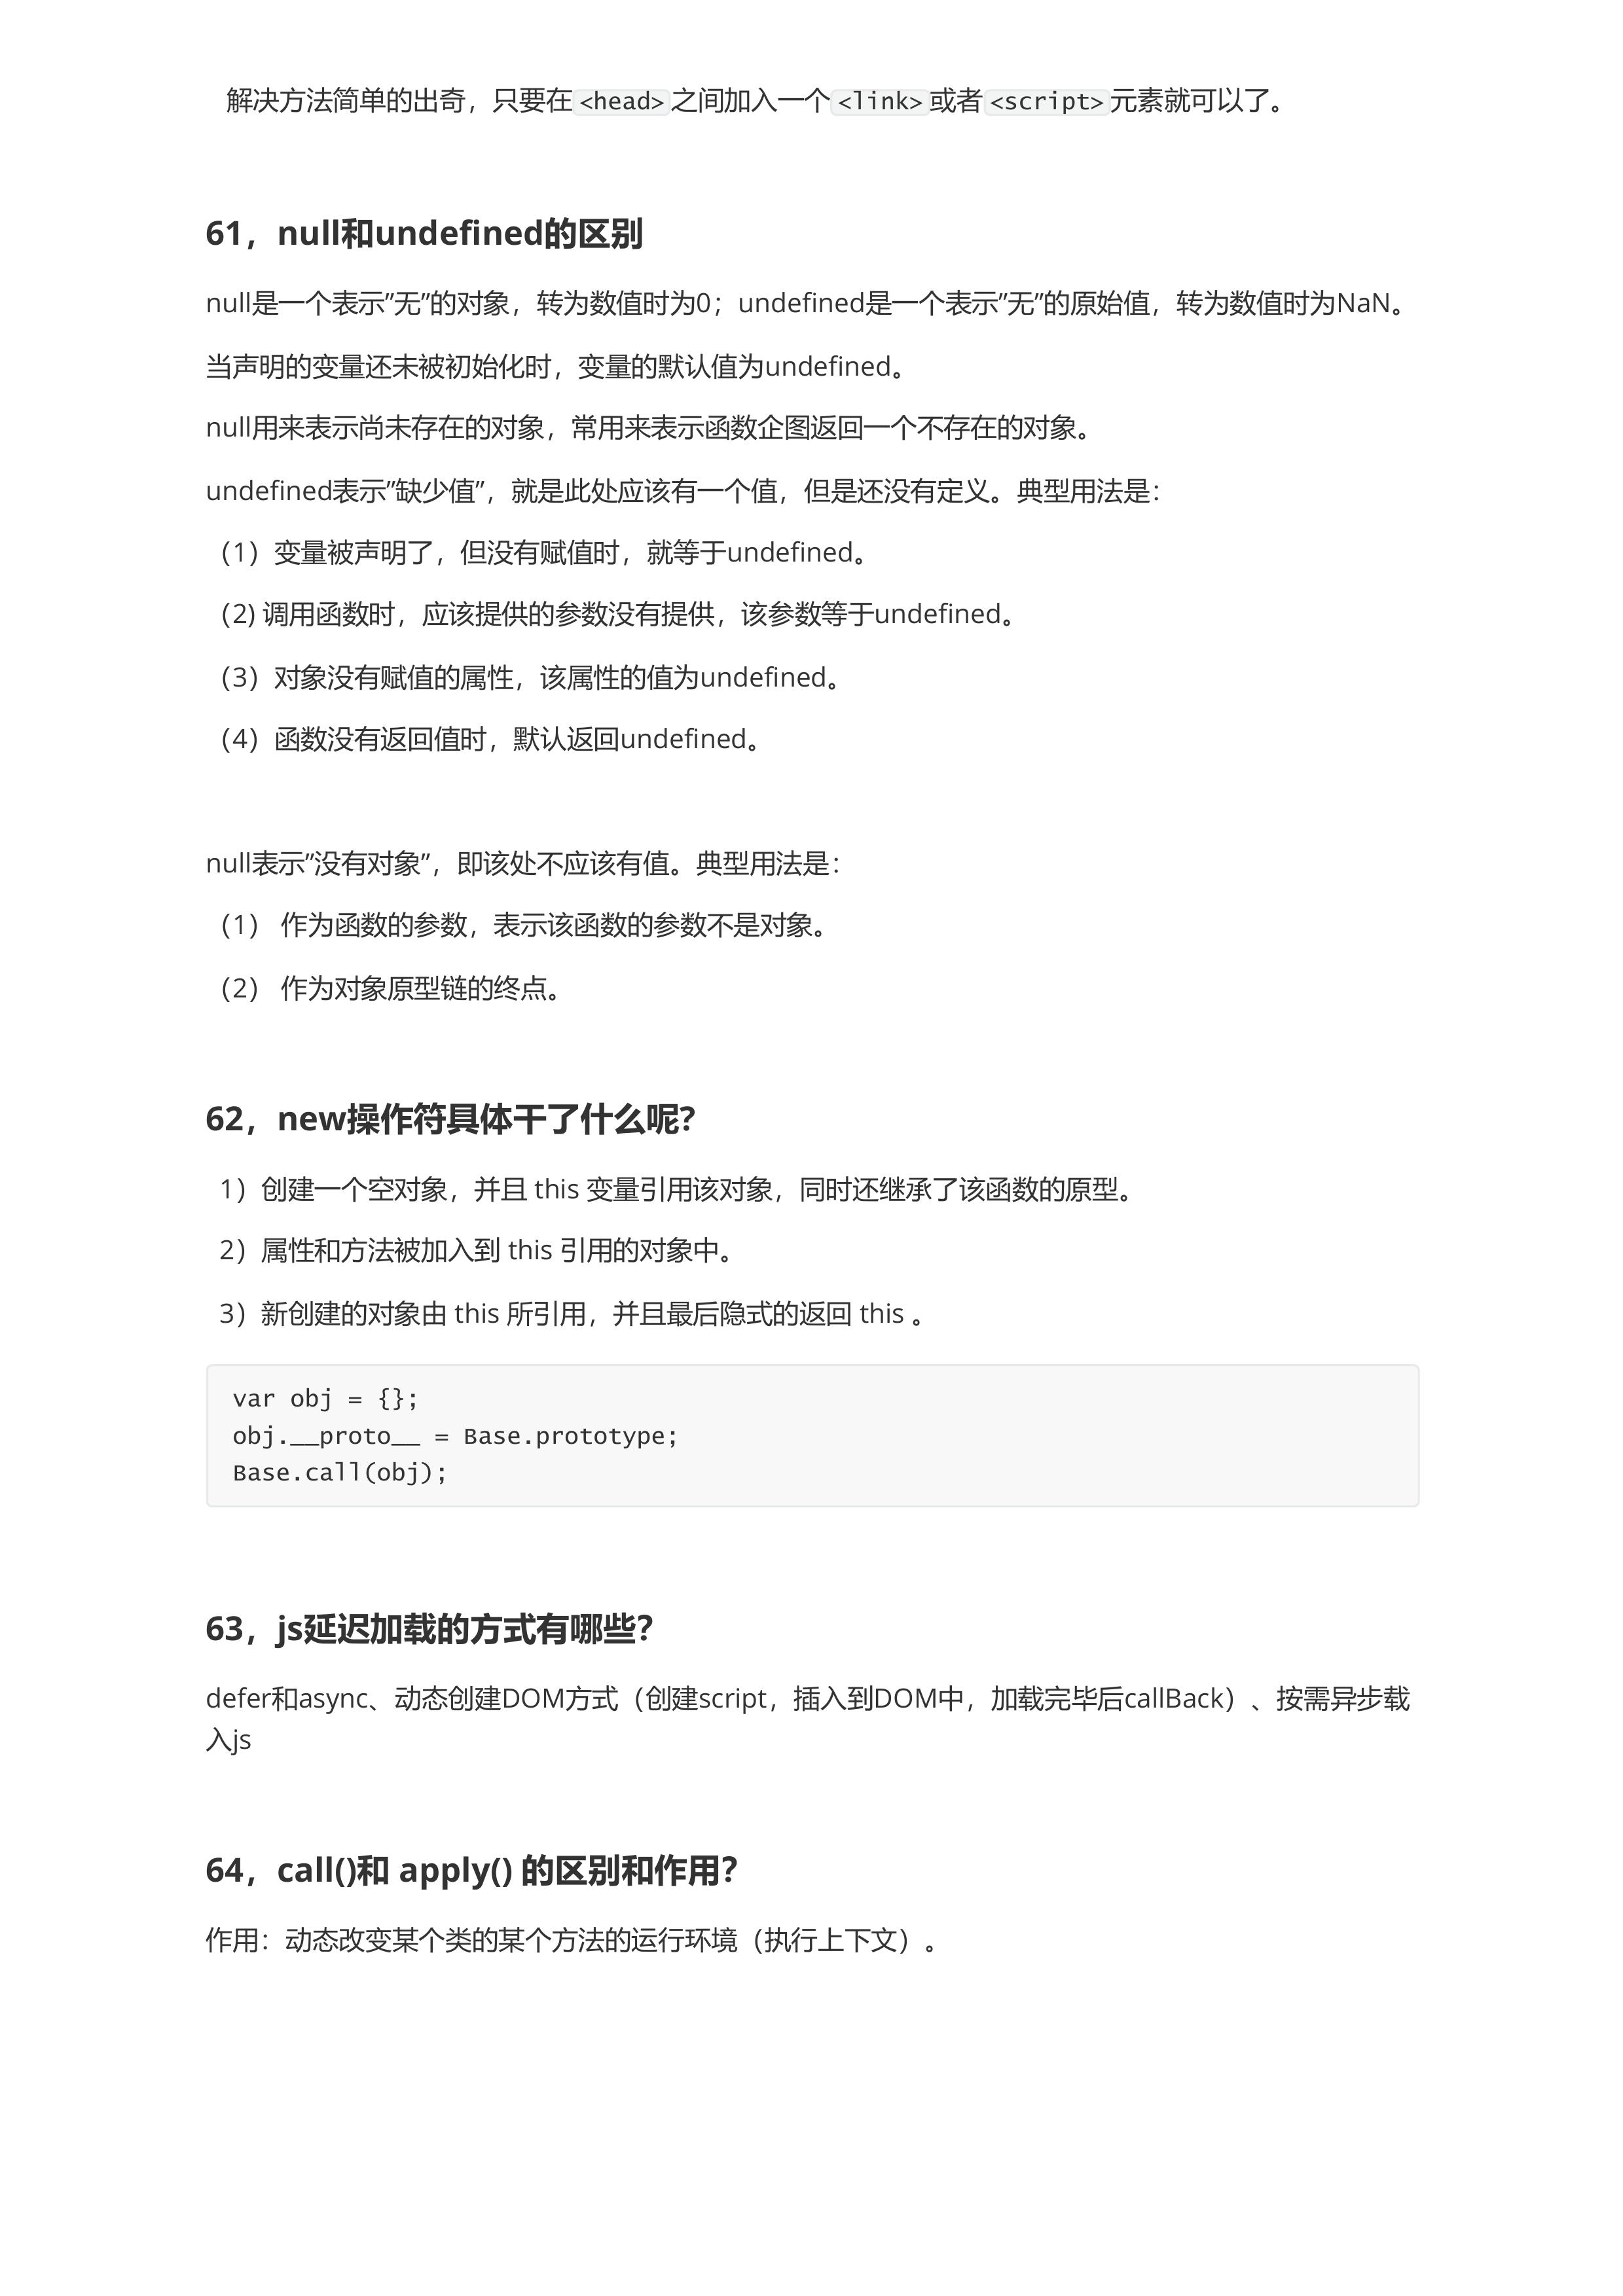 解决方法简单的出奇，只要在<head>之间加入一个<link>或者<script>元素就可以了。
61，null和undefined的区别
null是一个表示”无”的对象，转为数值时为0；undefined是一个表示”无”的原始值，转为数值时为NaN。
当声明的变量还未被初始化时，变量的默认值为undefined。
null用来表示尚未存在的对象，常用来表示函数企图返回一个不存在的对象。
undefined表示”缺少值”，就是此处应该有一个值，但是还没有定义。典型用法是：
（1）变量被声明了，但没有赋值时，就等于undefined。
（2) 调用函数时，应该提供的参数没有提供，该参数等于undefined。
（3）对象没有赋值的属性，该属性的值为undefined。
（4）函数没有返回值时，默认返回undefined。
null表示”没有对象”，即该处不应该有值。典型用法是：
（1） 作为函数的参数，表示该函数的参数不是对象。
（2） 作为对象原型链的终点。
62，new操作符具体干了什么呢?
1）创建一个空对象，并且 this 变量引用该对象，同时还继承了该函数的原型。
2）属性和方法被加入到 this 引用的对象中。
3）新创建的对象由 this 所引用，并且最后隐式的返回 this 。
var obj = {};
obj.__proto__ = Base.prototype;
Base.call(obj);
63，js延迟加载的方式有哪些？
defer和async、动态创建DOM方式（创建script，插入到DOM中，加载完毕后callBack）、按需异步载
入js
64，call()和 apply() 的区别和作用？
作用：动态改变某个类的某个方法的运行环境（执行上下文）。